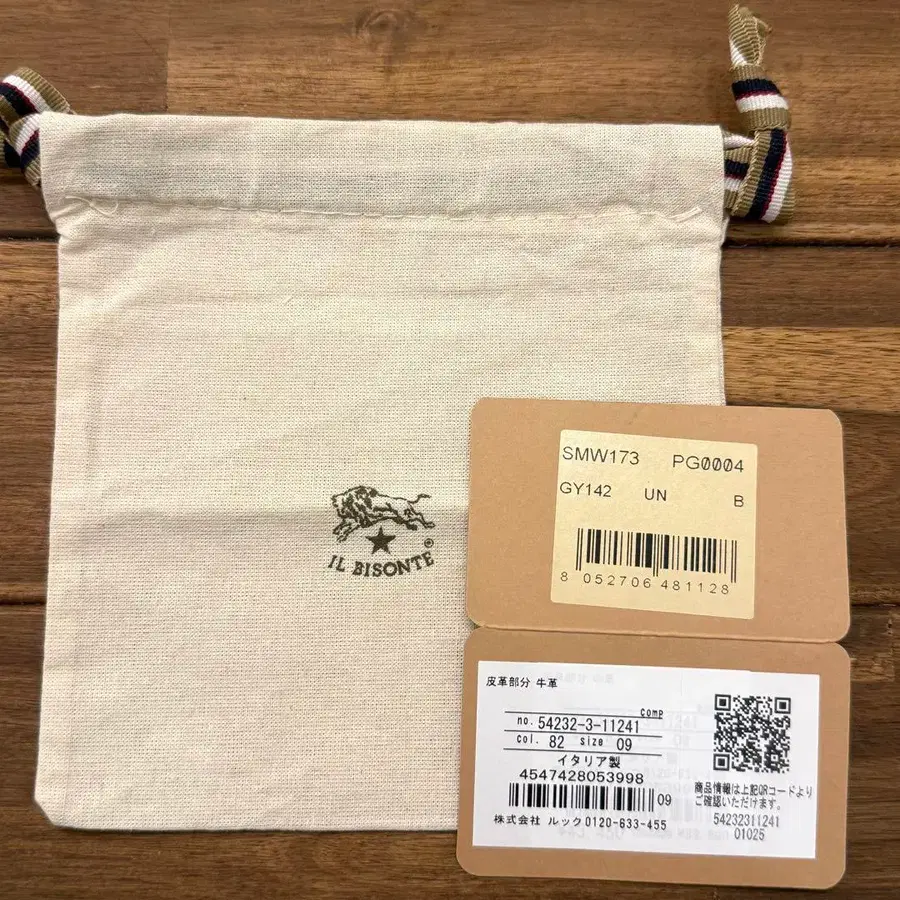 IL BISONTE®
SMW173 PG0004
GY142 UN B
8 052706 481128
皮革部分 牛革
comp
no. 54232-3-11241
col. 82 size 09
イタリア製
4547428053998
09
株式会社 ルック 0120-633-455
商品情報は上記QRコードより
ご確認いただけます。
54232311241
01025